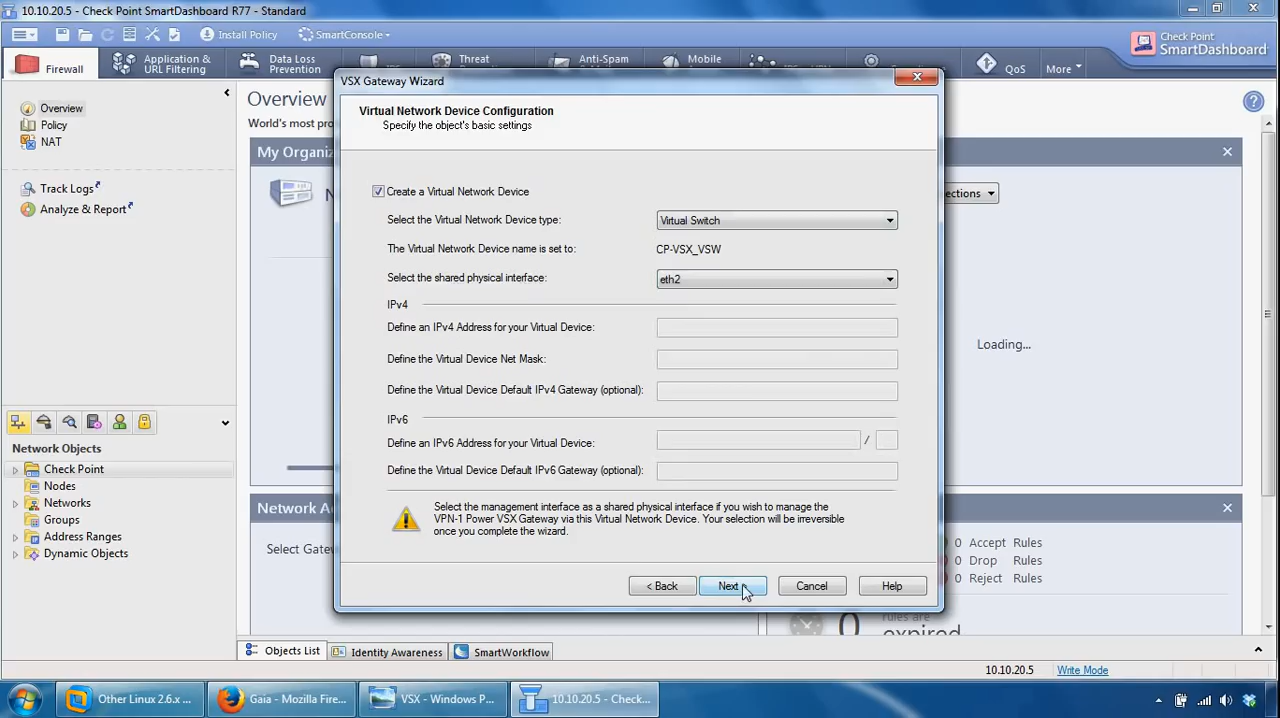 10.10.20.5 - Check Point SmartDashboard R77 - Standard
Install Policy
SmartConsole
Firewall
Application &
URL Filtering
Data Loss
Prevention
Threat
Anti-Spam
Mobile
QoS
More
Check Point
SmartDashboard
Overview
Policy
NAT
Track Logs
Analyze & Report
Overview
World's most pro
My Organiz
N
ections
Loading...
VSX Gateway Wizard
Virtual Network Device Configuration
Specify the object's basic settings
Create a Virtual Network Device
Select the Virtual Network Device type:
Virtual Switch
The Virtual Network Device name is set to:
CP-VSX_VSW
Select the shared physical interface:
eth2
IPv4
Define an IPv4 Address for your Virtual Device:
Define the Virtual Device Net Mask:
Define the Virtual Device Default IPv4 Gateway (optional):
IPv6
Define an IPv6 Address for your Virtual Device:
/
Define the Virtual Device Default IPv6 Gateway (optional):
Select the management interface as a shared physical interface if you wish to manage the
VPN-1 Power VSX Gateway via this Virtual Network Device. Your selection will be irreversible
once you complete the wizard.
< Back
Next
Cancel
Help
Network Objects
Check Point
Nodes
Networks
Groups
Address Ranges
Dynamic Objects
Network Ac
Select Gatew
0 Accept Rules
0 Drop Rules
0 Reject Rules
0
rules are
expired
Objects List
Identity Awareness
SmartWorkflow
10.10.20.5
Write Mode
Other Linux 2.6.x ...
Gaia - Mozilla Fire...
VSX - Windows P...
10.10.20.5 - Check...